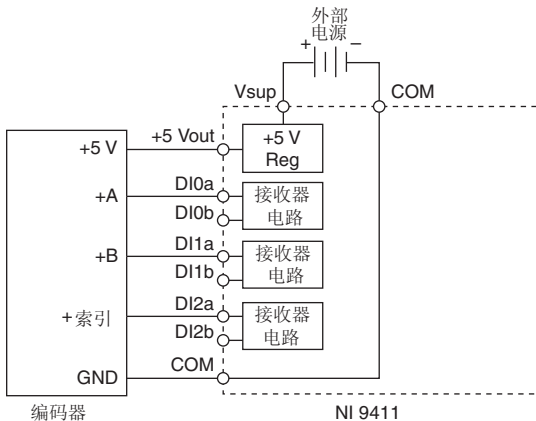 外部
电源
+ −
Vsup COM
+5 V +5 Vout +5 V
Reg
+A DI0a 接收器
DI0b 电路
+B DI1a 接收器
DI1b 电路
+索引 DI2a 接收器
DI2b 电路
GND COM
编码器 NI 9411